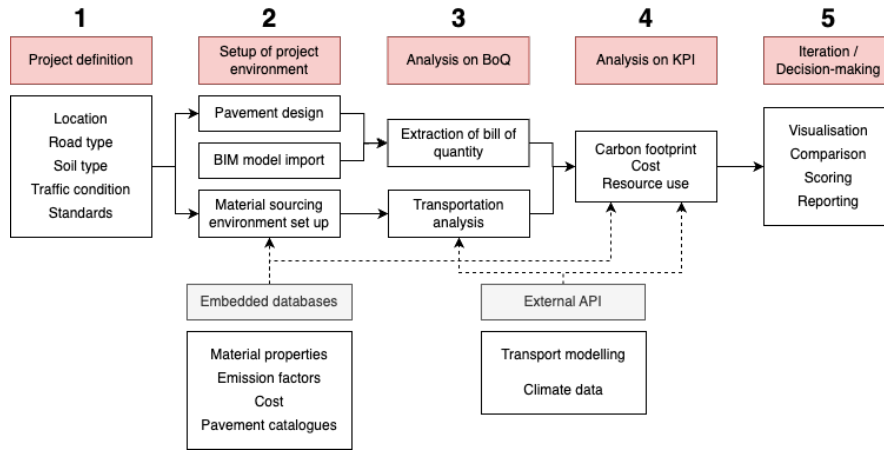 1
2
3
4
5
Project definition
Setup of project
environment
Analysis on BoQ
Analysis on KPI
Iteration /
Decision-making
Location
Road type
Soil type
Traffic condition
Standards
Pavement design
BIM model import
Material sourcing
environment set up
Extraction of bill of
quantity
Transportation
analysis
Carbon footprint
Cost
Resource use
Visualisation
Comparison
Scoring
Reporting
Embedded databases
Material properties
Emission factors
Cost
Pavement catalogues
External API
Transport modelling
Climate data